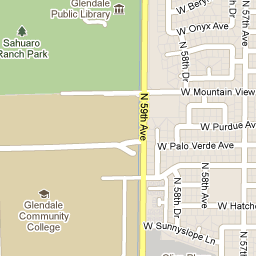 Glendale
Public Library
Sahuaro
Ranch Park
W Bery
W Onyx Ave
N 58th Dr
N 57th Ave
W Mountain View
N 59th Ave
W Purdue Ave
W Palo Verde Ave
Glendale
Community
College
N 58th Dr
N 58th Ave
W Hatche
N 57th
W Sunnyslope Ln